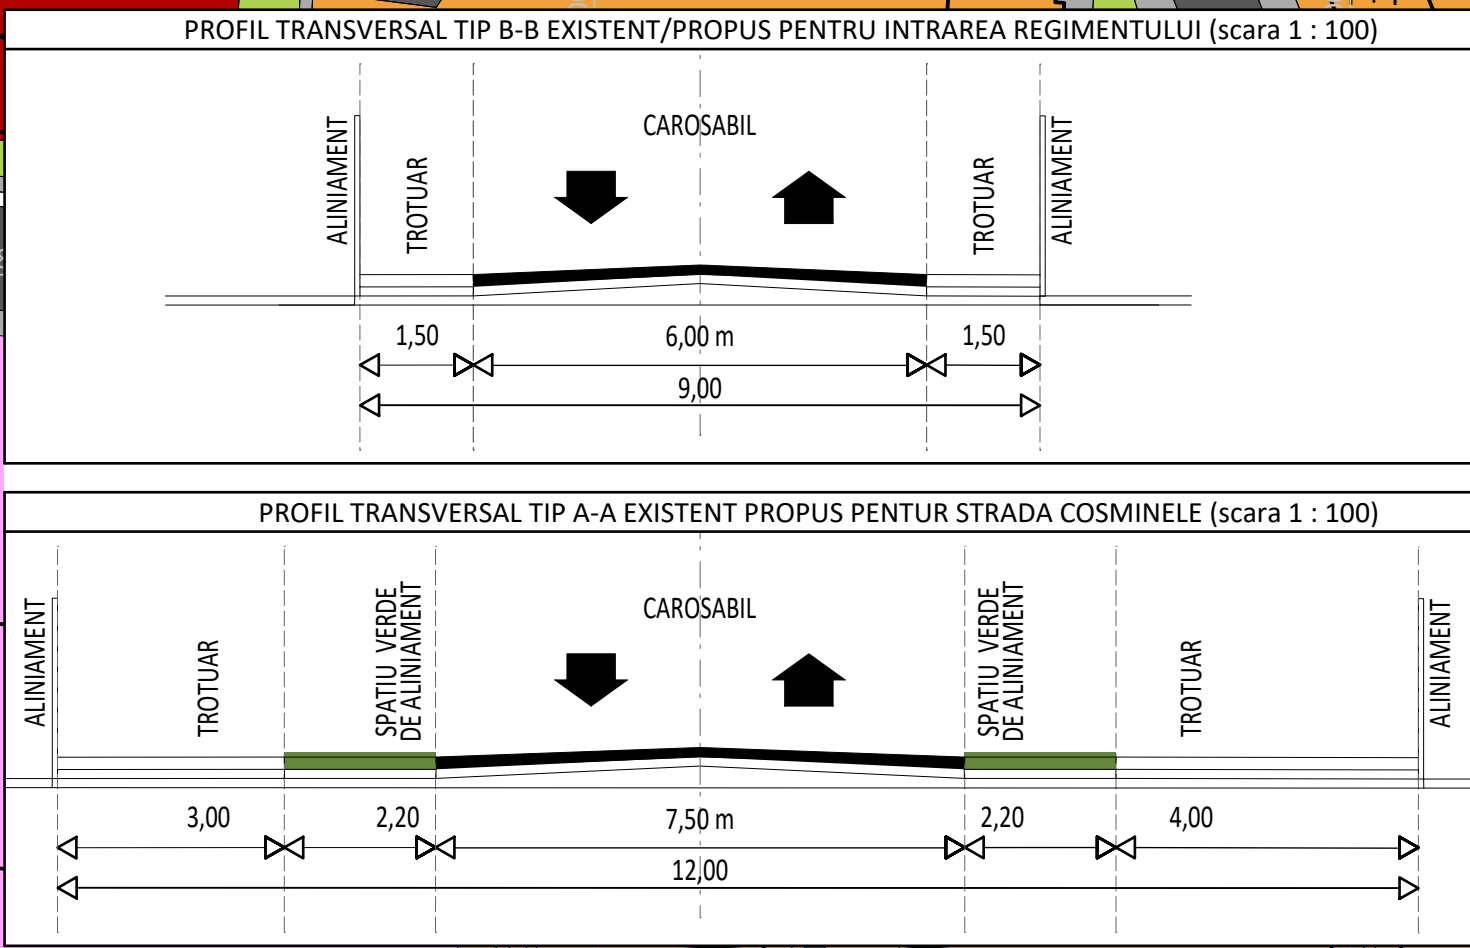 PROFIL TRANSVERSAL TIP B-B EXISTENT/PROPUS PENTRU INTRAREA REGIMENTULUI (scara 1 : 100)
ALINIAMENT
TROTUAR
CAROSABIL
TROTUAR
ALINIAMENT
1,50
6,00 m
1,50
9,00
PROFIL TRANSVERSAL TIP A-A EXISTENT PROPUS PENTUR STRADA COSMINELE (scara 1 : 100)
ALINIAMENT
TROTUAR
SPATIU VERDE
DE ALINIAMENT
CAROSABIL
SPATIU VERDE
DE ALINIAMENT
TROTUAR
ALINIAMENT
3,00
2,20
7,50 m
2,20
4,00
12,00